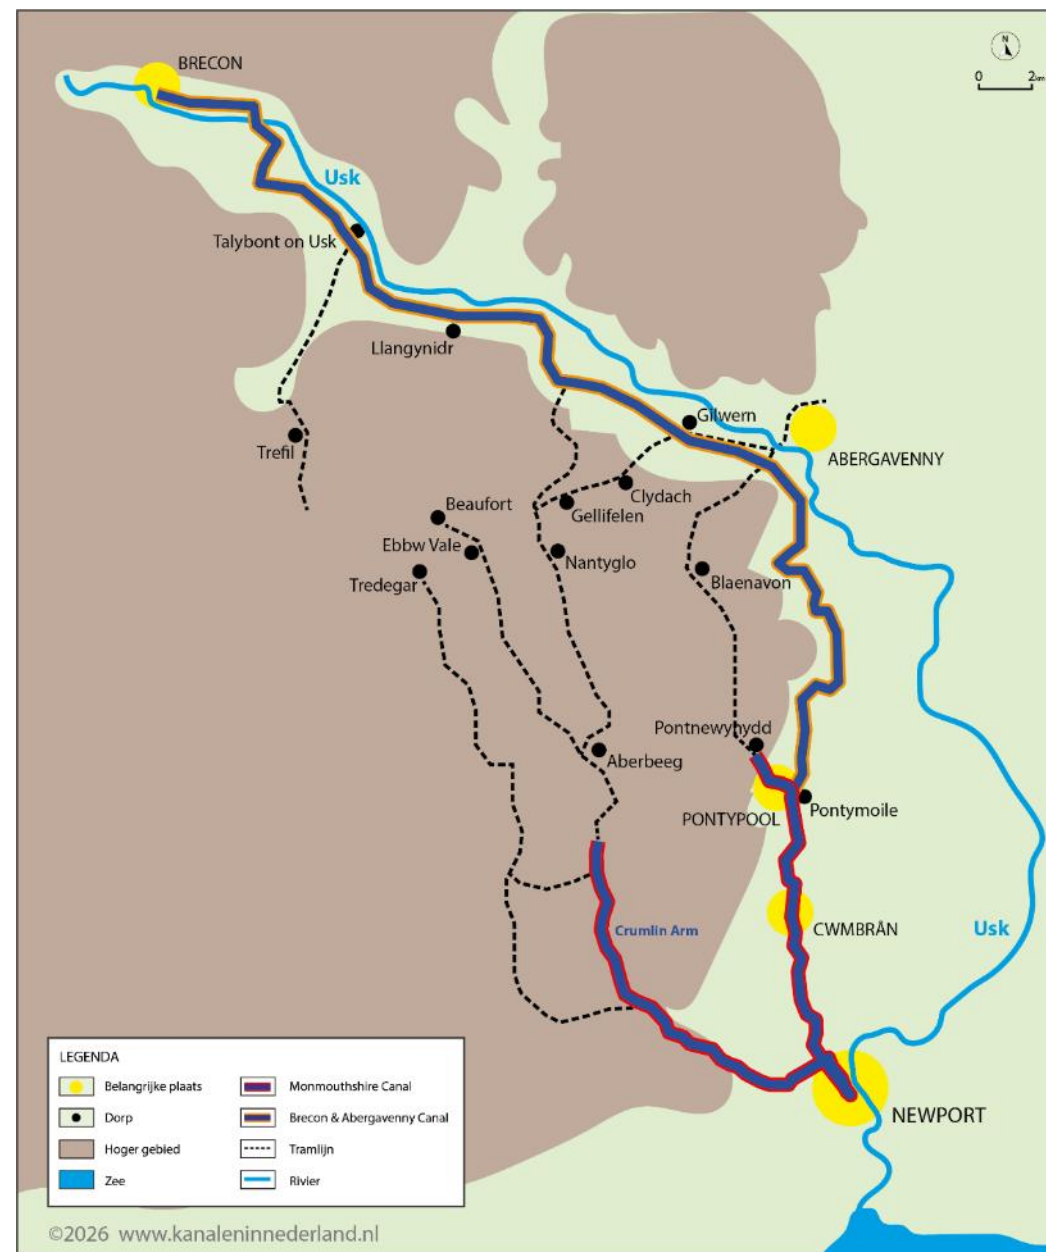 BRECON
N
0 2km
Usk
Talybont on Usk
Llangynidr
Gilwern
Trefil
ABERGAVENNY
Clydach
Beaufort
Gellifelen
Ebbw Vale
Nantyglo
Tredegar
Blaenavon
Pontnewynydd
Aberbeeg
PONTYPOOL
Pontymoile
Crumlin Arm
CWMBRÂN
Usk
NEWPORT
LEGENDA
Belangrijke plaats
Dorp
Hoger gebied
Zee
Monmouthshire Canal
Brecon & Abergavenny Canal
Tramlijn
Rivier
©2026 www.kanaleninnederland.nl